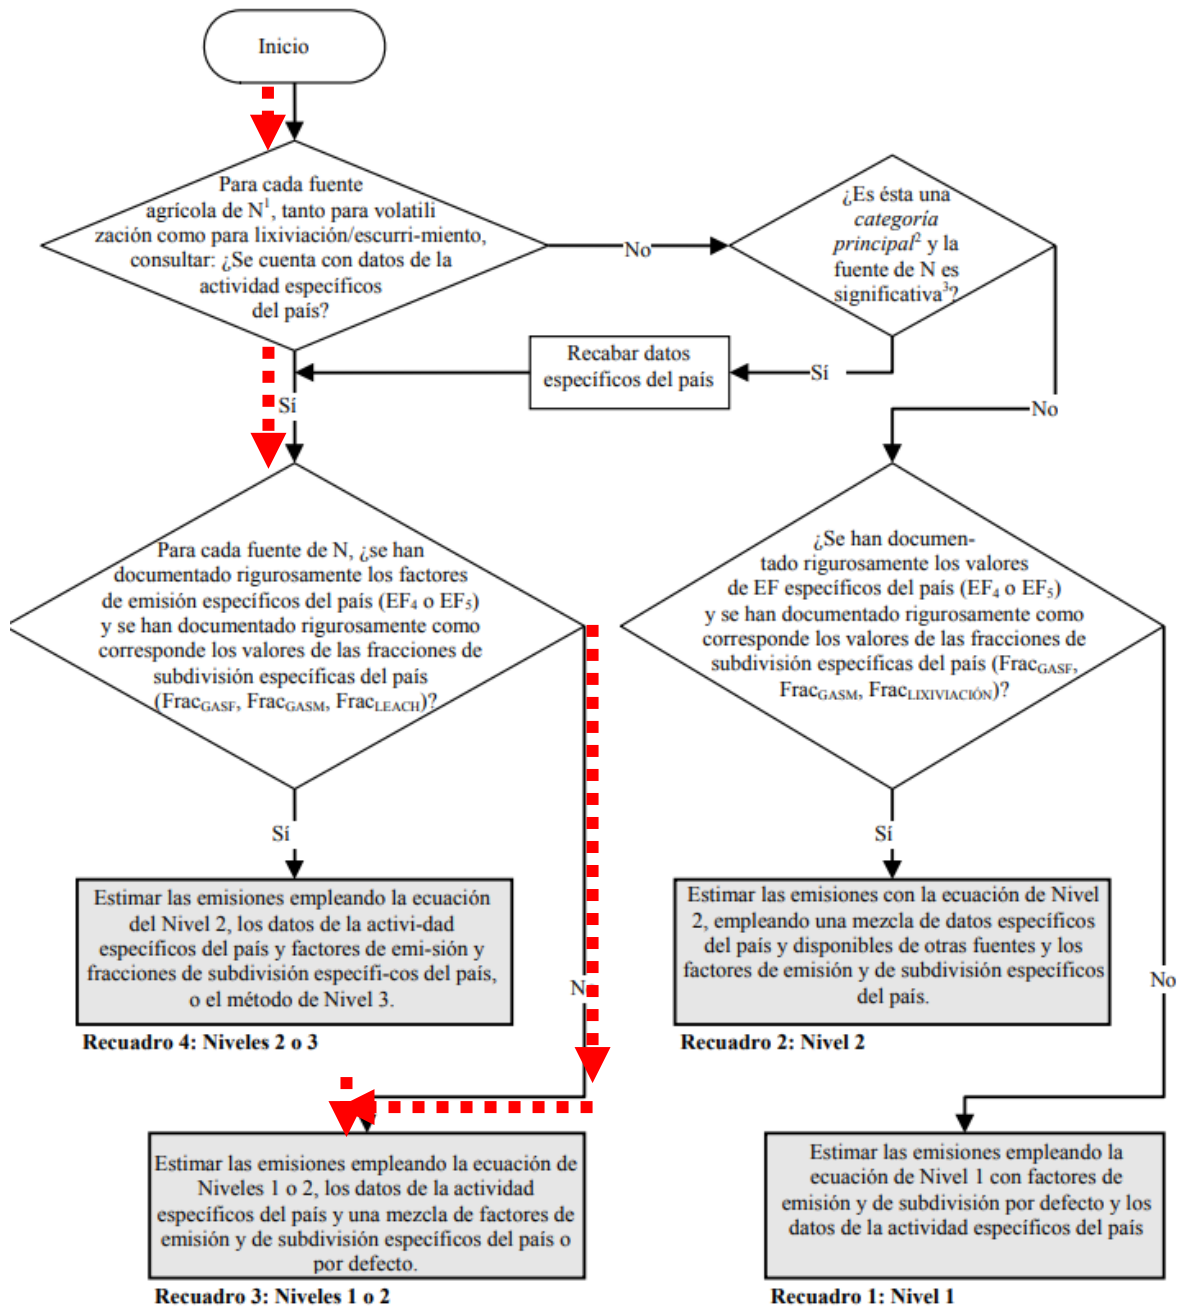 Inicio
Para cada fuente
agrícola de N1, tanto para volatili
zación como para lixiviación/escurri-miento,
consultar: ¿Se cuenta con datos de la
actividad específicos
del país?
No
¿Es ésta una
categoría
principal2 y la
fuente de N es
significativa3?
Recabar datos
específicos del país
Sí
Sí
No
Para cada fuente de N, ¿se han
documentado rigurosamente los factores
de emisión específicos del país (EF4 o EF5)
y se han documentado rigurosamente como
corresponde los valores de las fracciones de
subdivisión específicas del país
(FracGASF, FracGASM, FracLEACH)?
¿Se han documen-
tado rigurosamente los valores
de EF específicos del país (EF4 o EF5)
y se han documentado rigurosamente como
corresponde los valores de las fracciones de
subdivisión específicas del país (FracGASF,
FracGASM, FracLIXIVIACIÓN)?
Sí
Sí
Estimar las emisiones empleando la ecuación
del Nivel 2, los datos de la activi-dad
específicos del país y factores de emi-sión y
fracciones de subdivisión específi-cos del país,
o el método de Nivel 3.
Recuadro 4: Niveles 2 o 3
No
Estimar las emisiones con la ecuación de Nivel
2, empleando una mezcla de datos específicos
del país y disponibles de otras fuentes y los
factores de emisión y de subdivisión específicos
del país.
Recuadro 2: Nivel 2
No
Estimar las emisiones empleando la ecuación de
Niveles 1 o 2, los datos de la actividad
específicos del país y una mezcla de factores de
emisión y de subdivisión específicos del país o
por defecto.
Recuadro 3: Niveles 1 o 2
Estimar las emisiones empleando la
ecuación de Nivel 1 con factores de
emisión y de subdivisión por defecto y los
datos de la actividad específicos del país
Recuadro 1: Nivel 1